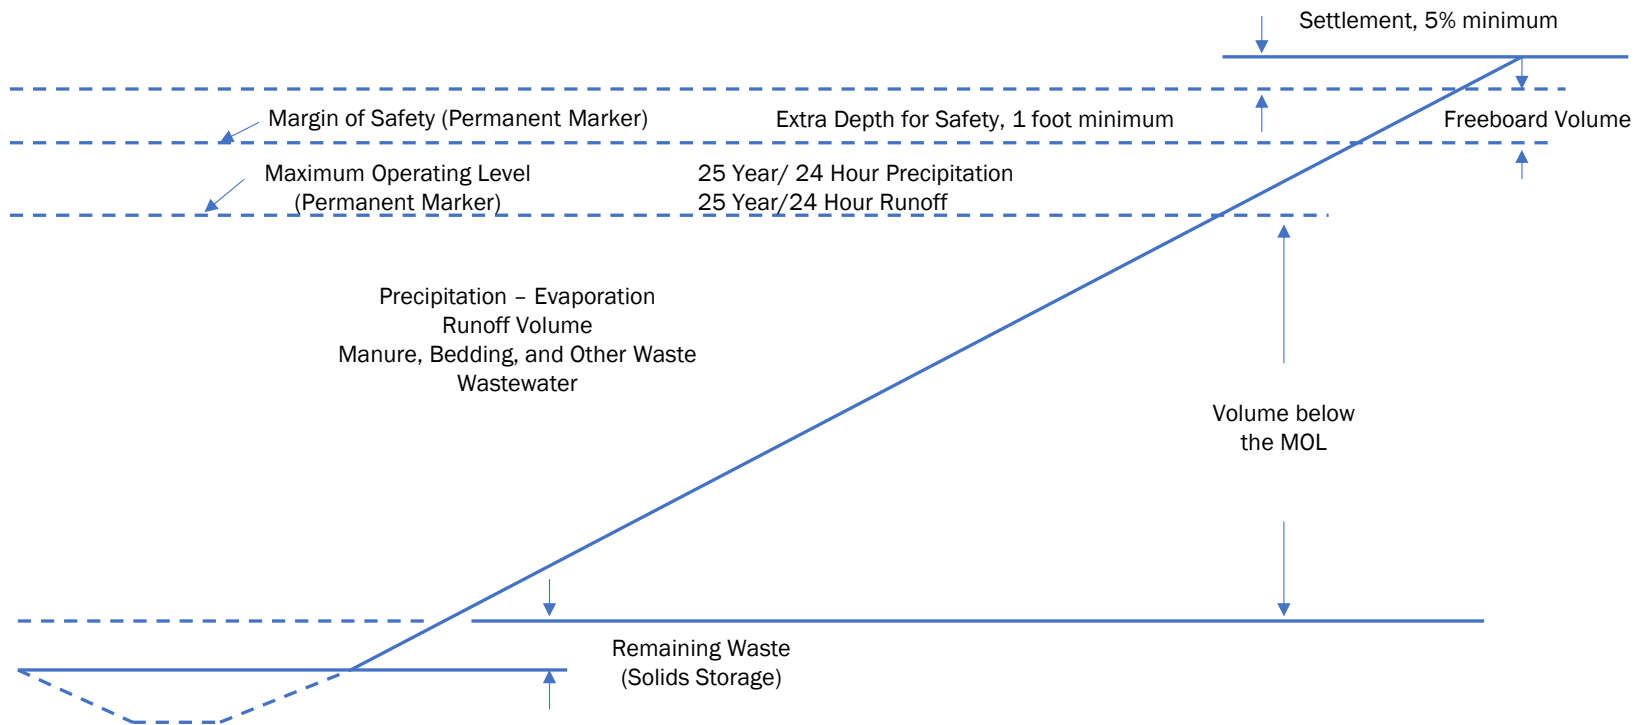 Settlement, 5% minimum
Margin of Safety (Permanent Marker)
Extra Depth for Safety, 1 foot minimum
Freeboard Volume
Maximum Operating Level
(Permanent Marker)
25 Year/ 24 Hour Precipitation
25 Year/24 Hour Runoff
Precipitation – Evaporation
Runoff Volume
Manure, Bedding, and Other Waste
Wastewater
Volume below
the MOL
Remaining Waste
(Solids Storage)